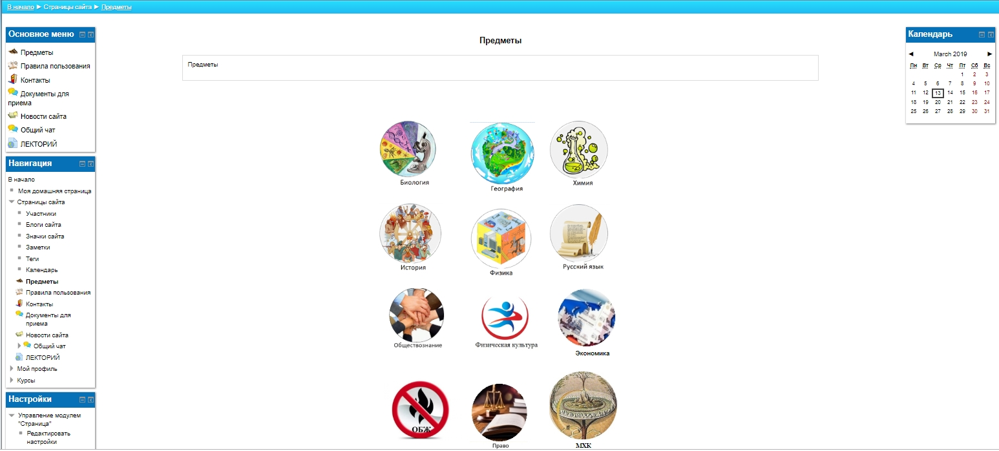 В начало ► Страницы сайта ► Предметы
Основное меню
Предметы
Правила пользования
Контакты
Документы для
приема
Новости сайта
Общий чат
ЛЕКТОРИЙ
Навигация
В начало
Моя домашняя страница
Страницы сайта
Участники
Блоги сайта
Значки сайта
Заметки
Теги
Календарь
Предметы
Правила пользования
Контакты
Документы для
приема
Новости сайта
Общий чат
ЛЕКТОРИЙ
Мой профиль
Курсы
Настройки
Управление модулем
"Страница"
Редактировать
настройки
Предметы
Предметы
Биология
География
Химия
История
Физика
Русский язык
Обществознание
Физическая культура
Экономика
ОБЖ
Право
МХК
Календарь
◄ March 2019 ►
Пн Вт Ср Чт Пт Сб Вс
1 2 3
4 5 6 7 8 9 10
11 12 13 14 15 16 17
18 19 20 21 22 23 24
25 26 27 28 29 30 31